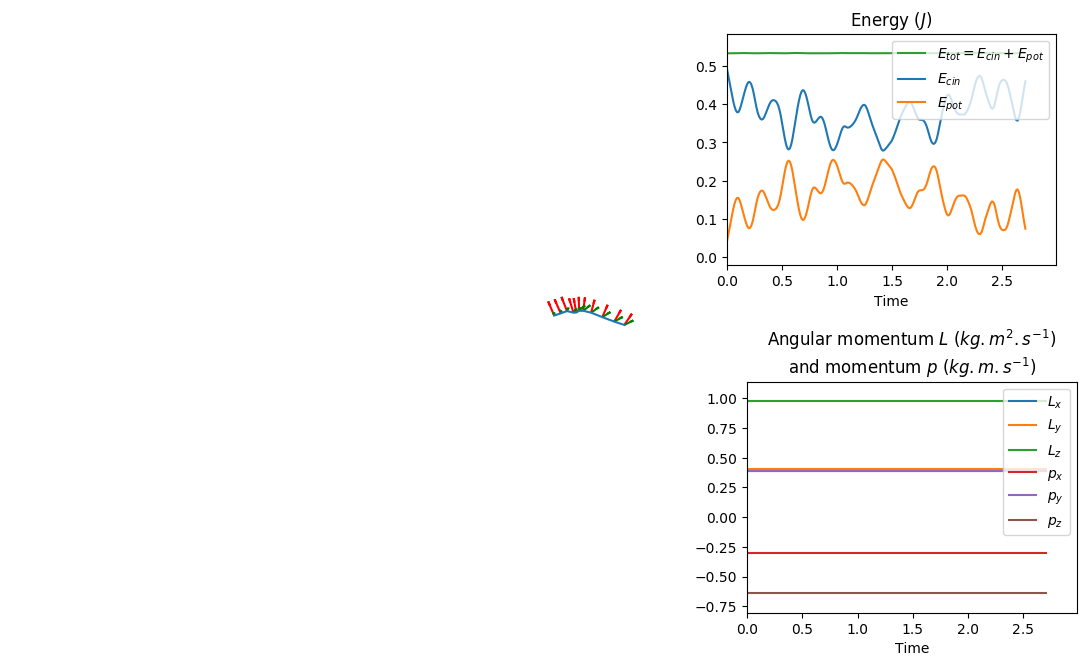 Energy (J)
0.5
0.4
0.3
0.2
0.1
0.0
E_tot = E_cin + E_pot
E_cin
E_pot
0.0 0.5 1.0 1.5 2.0 2.5
Time
Angular momentum L (kg.m².s⁻¹)
and momentum p (kg.m.s⁻¹)
1.00
0.75
0.50
0.25
0.00
−0.25
−0.50
−0.75
L_x
L_y
L_z
p_x
p_y
p_z
0.0 0.5 1.0 1.5 2.0 2.5
Time